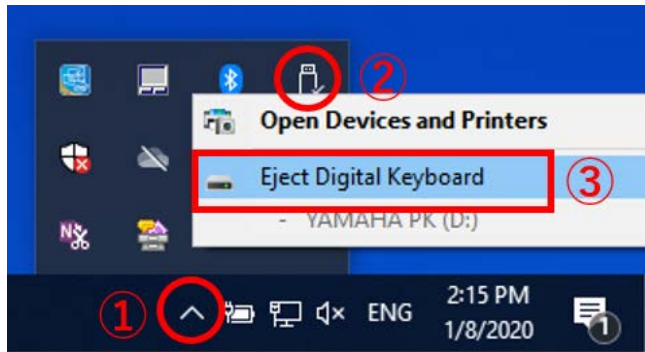 ②
Open Devices and Printers
Eject Digital Keyboard
③
- YAMAHA PK (D:)
N
①
ENG
2:15 PM
1/8/2020
1